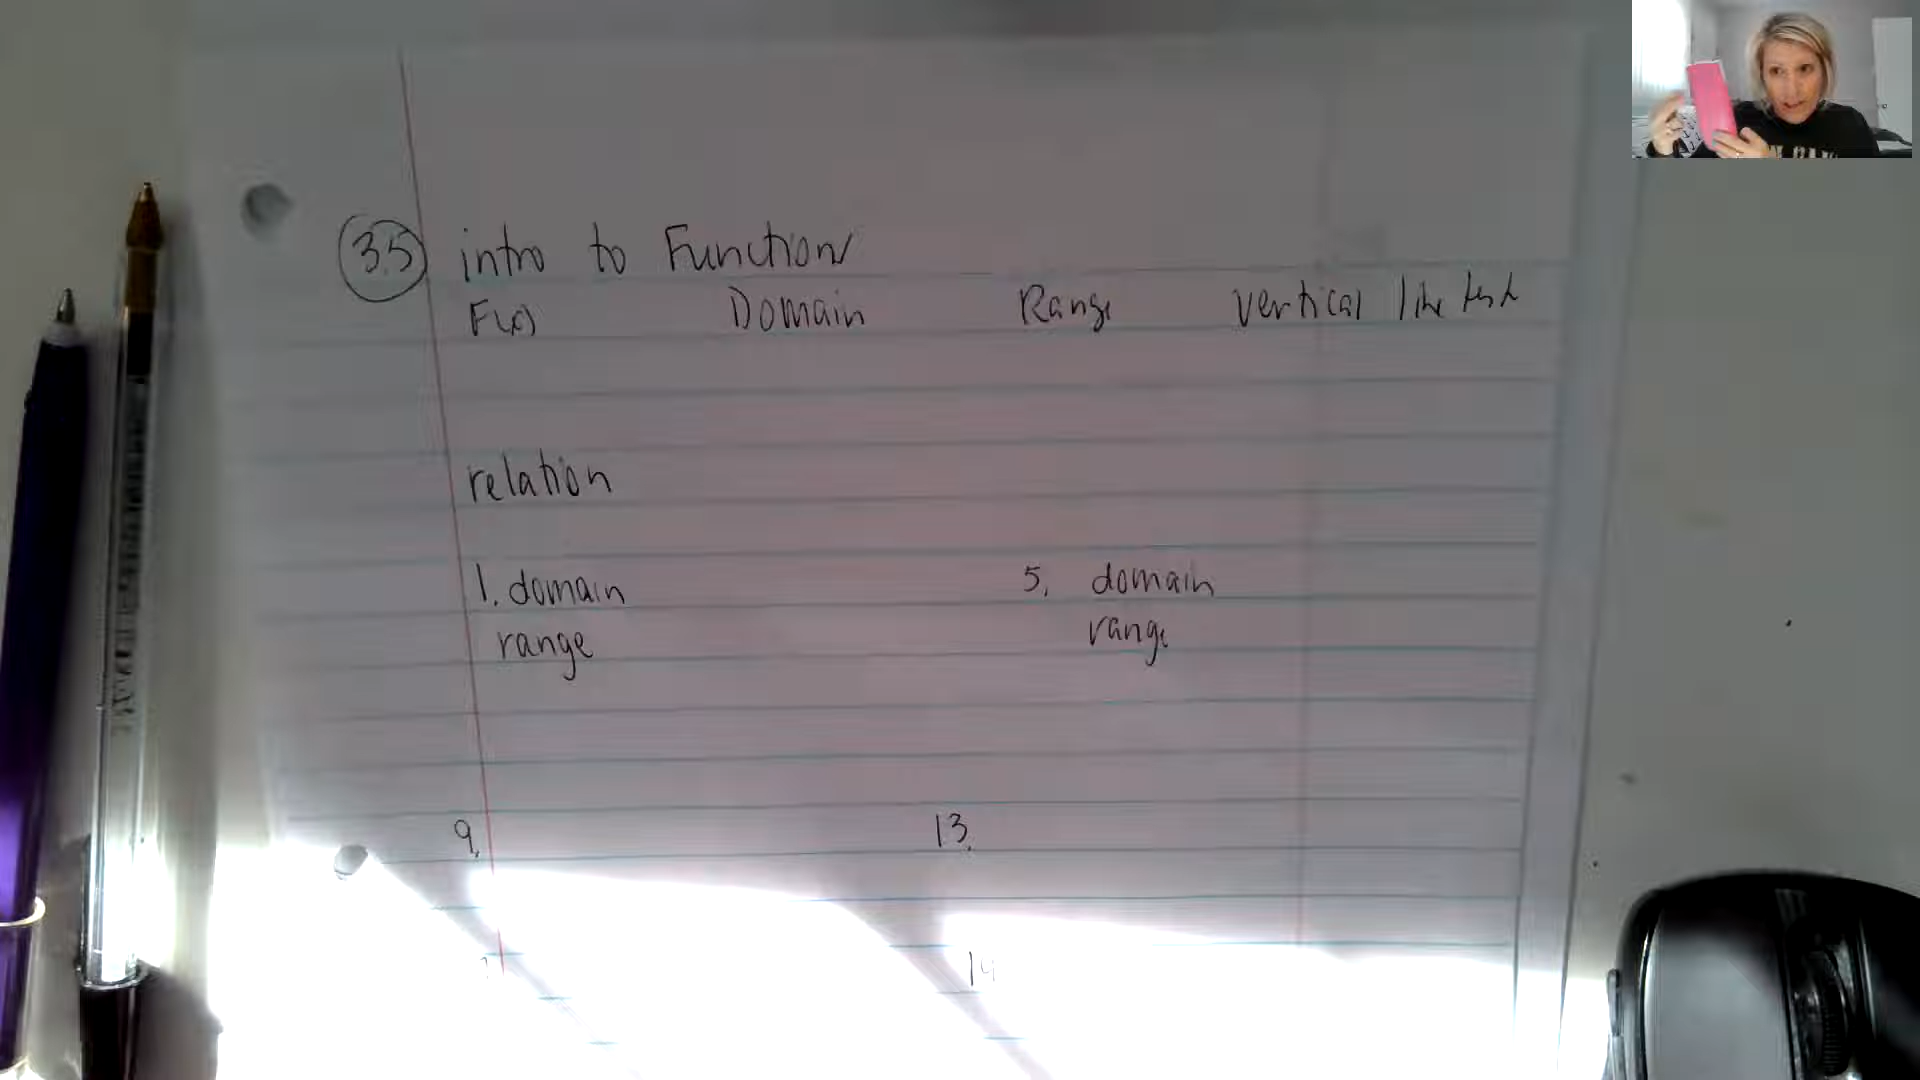 3.5 intro to Function
F(x) Domain Range vertical line test
relation
1. domain 5. domain
range range
9. 13.
14